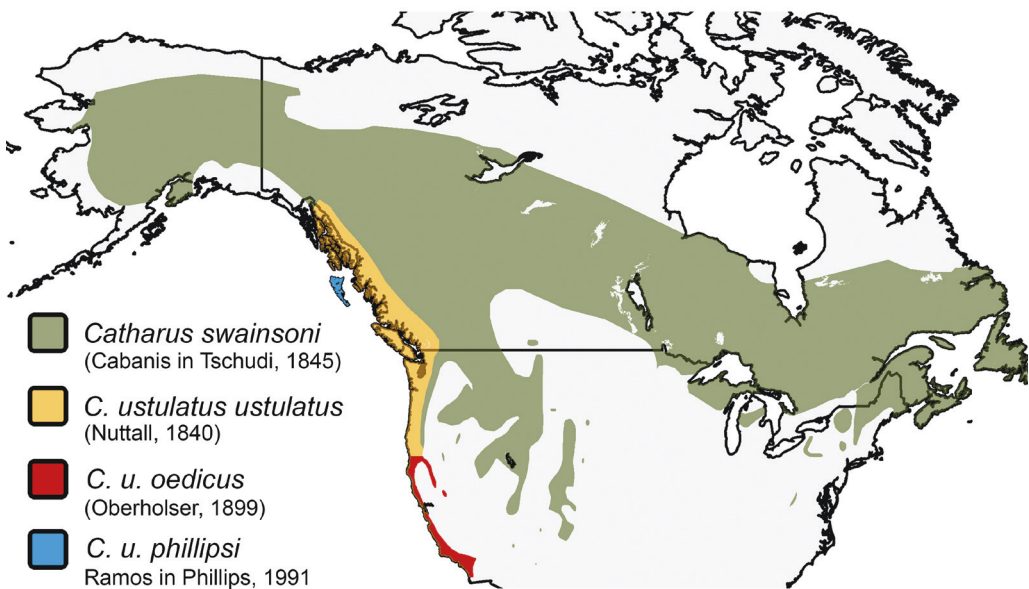 Catharus swainsoni
(Cabanis in Tschudi, 1845)
C. ustulatus ustulatus
(Nuttall, 1840)
C. u. oedicus
(Oberholser, 1899)
C. u. phillipsi
Ramos in Phillips, 1991